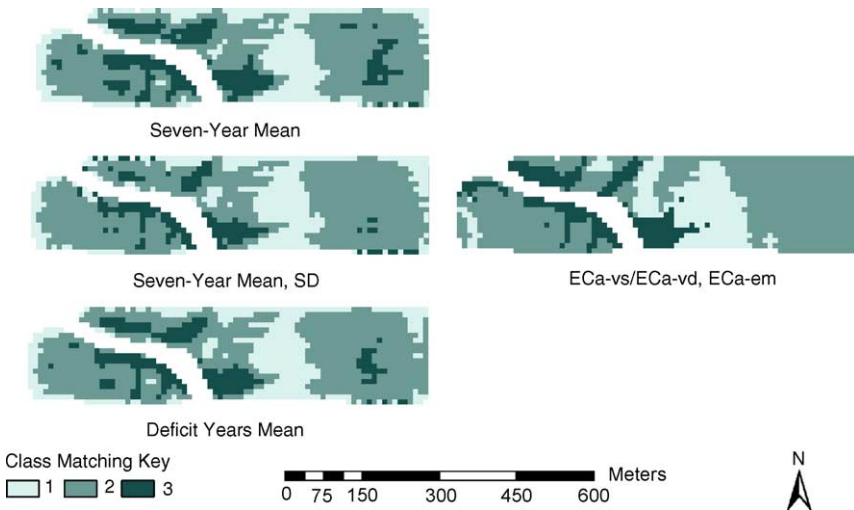 Seven-Year Mean
Seven-Year Mean, SD
ECa-vs/ECa-vd, ECa-em
Deficit Years Mean
Class Matching Key
1 2 3
Meters
0 75 150 300 450 600
N